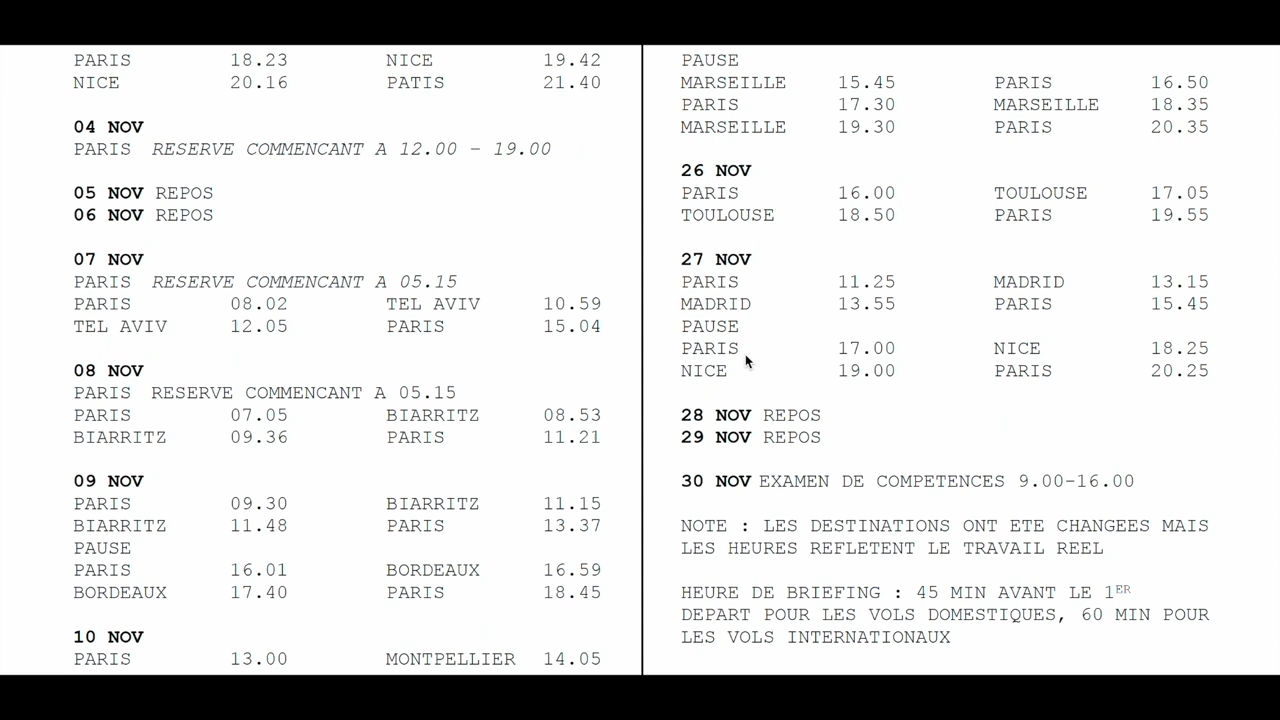 PARIS 18.23 NICE 19.42
NICE 20.16 PATIS 21.40
04 NOV
PARIS RESERVE COMMENCANT A 12.00 – 19.00
05 NOV REPOS
06 NOV REPOS
07 NOV
PARIS RESERVE COMMENCANT A 05.15
PARIS 08.02 TEL AVIV 10.59
TEL AVIV 12.05 PARIS 15.04
08 NOV
PARIS RESERVE COMMENCANT A 05.15
PARIS 07.05 BIARRITZ 08.53
BIARRITZ 09.36 PARIS 11.21
09 NOV
PARIS 09.30 BIARRITZ 11.15
BIARRITZ 11.48 PARIS 13.37
PAUSE
PARIS 16.01 BORDEAUX 16.59
BORDEAUX 17.40 PARIS 18.45
10 NOV
PARIS 13.00 MONTPELLIER 14.05
PAUSE
MARSEILLE 15.45 PARIS 16.50
PARIS 17.30 MARSEILLE 18.35
MARSEILLE 19.30 PARIS 20.35
26 NOV
PARIS 16.00 TOULOUSE 17.05
TOULOUSE 18.50 PARIS 19.55
27 NOV
PARIS 11.25 MADRID 13.15
MADRID 13.55 PARIS 15.45
PAUSE
PARIS 17.00 NICE 18.25
NICE 19.00 PARIS 20.25
28 NOV REPOS
29 NOV REPOS
30 NOV EXAMEN DE COMPETENCES 9.00–16.00
NOTE : LES DESTINATIONS ONT ETE CHANGEES MAIS
LES HEURES REFLETENT LE TRAVAIL REEL
HEURE DE BRIEFING : 45 MIN AVANT LE 1ER
DEPART POUR LES VOLS DOMESTIQUES, 60 MIN POUR
LES VOLS INTERNATIONAUX